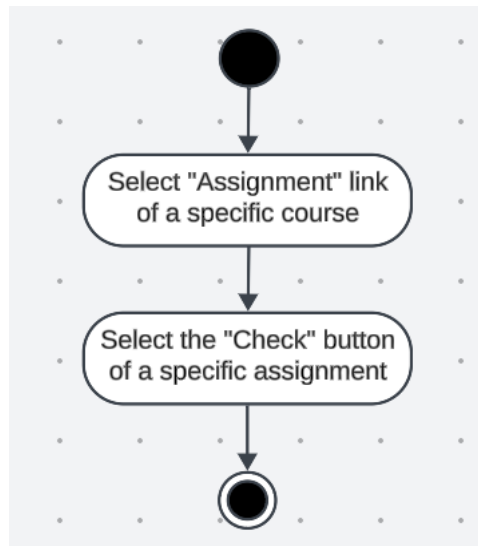 Select "Assignment" link
of a specific course
Select the "Check" button
of a specific assignment